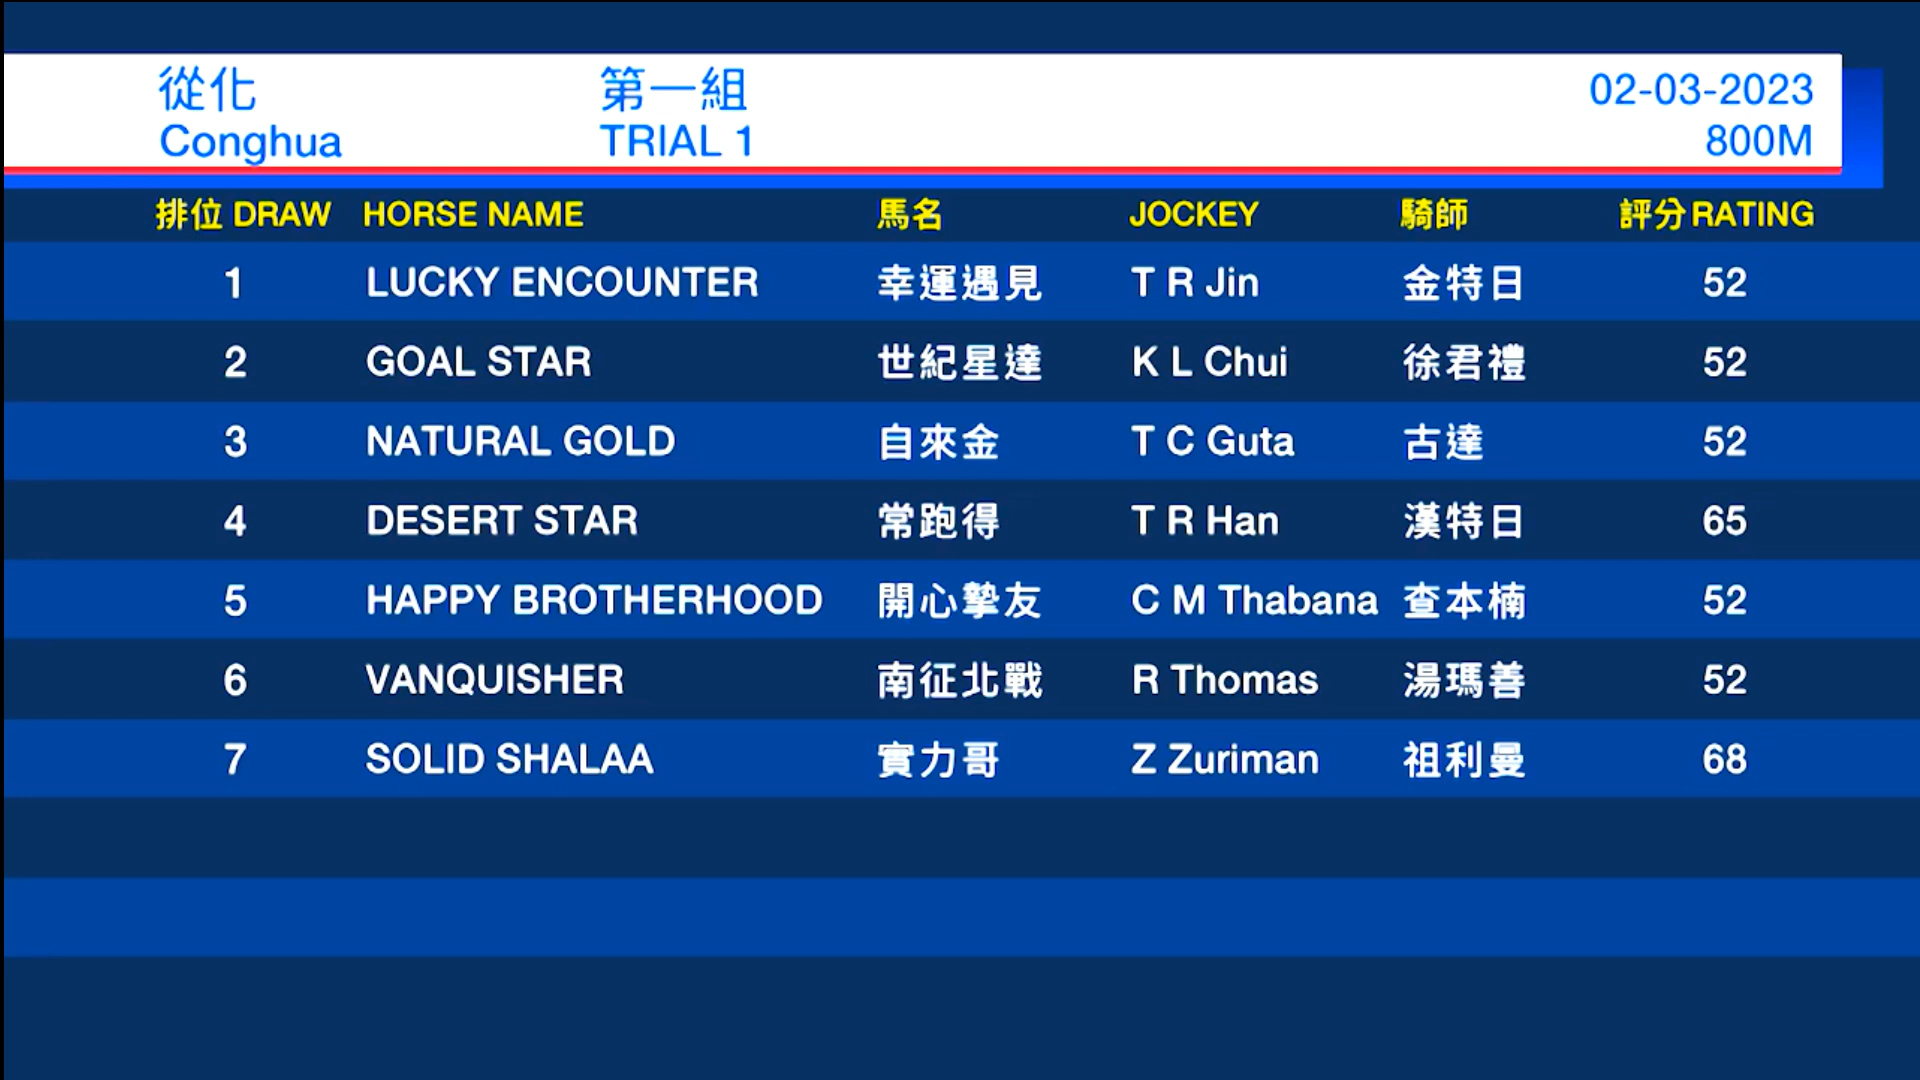 從化 第一組 02-03-2023
Conghua TRIAL 1 800M
排位 DRAW HORSE NAME 馬名 JOCKEY 騎師 評分 RATING
1 LUCKY ENCOUNTER 幸運遇見 T R Jin 金特日 52
2 GOAL STAR 世紀星達 K L Chui 徐君禮 52
3 NATURAL GOLD 自來金 T C Guta 古達 52
4 DESERT STAR 常跑得 T R Han 漢特日 65
5 HAPPY BROTHERHOOD 開心摯友 C M Thabana 查本楠 52
6 VANQUISHER 南征北戰 R Thomas 湯瑪善 52
7 SOLID SHALAA 實力哥 Z Zuriman 祖利曼 68